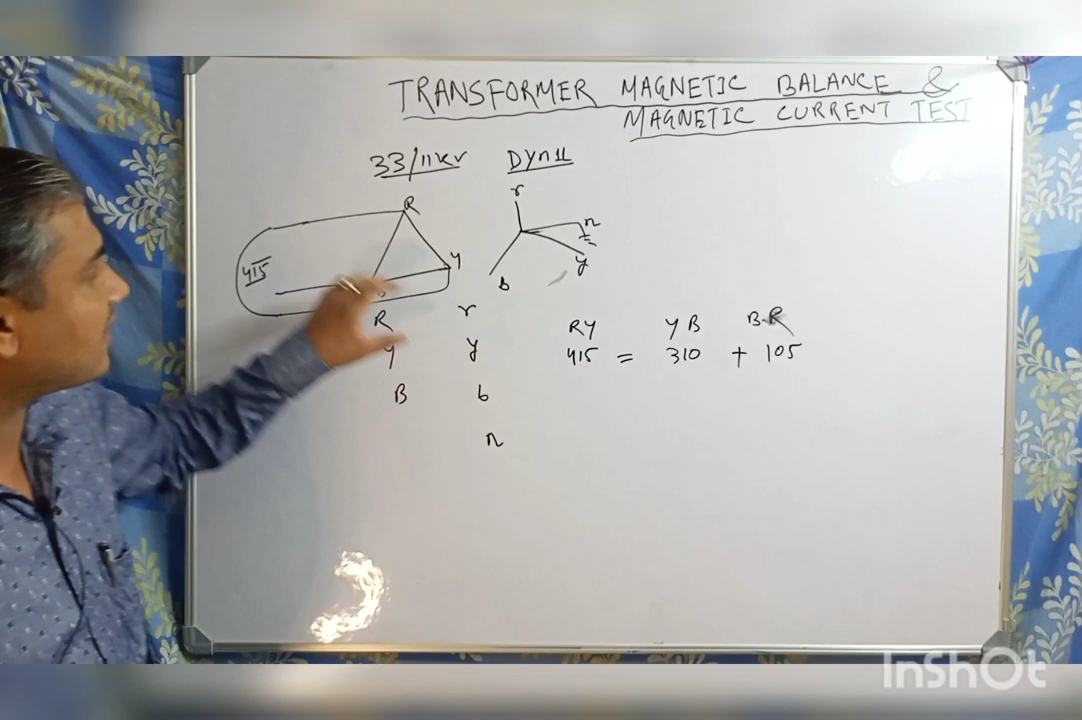 TRANSFORMER MAGNETIC BALANCE &
MAGNETIC CURRENT TEST
33/11kv DYn11
r
R
n
415
y
y
b
R r RY YB BR
y y 415 = 310 + 105
B b
n
InShOt